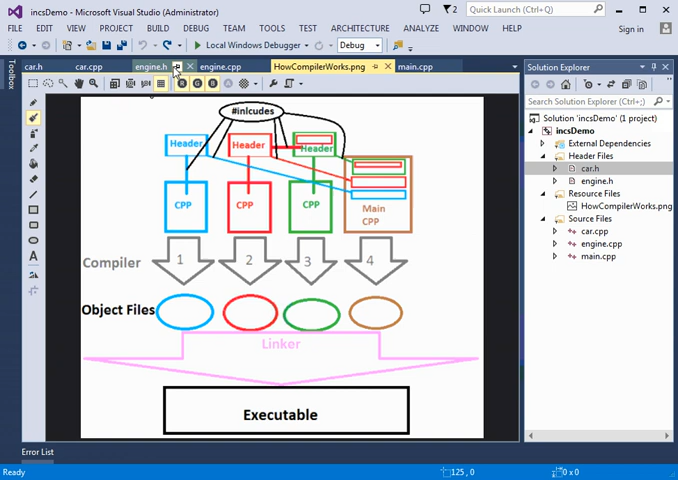 incsDemo - Microsoft Visual Studio (Administrator)
2
Quick Launch (Ctrl+Q)
FILE EDIT VIEW PROJECT BUILD DEBUG TEAM TOOLS TEST ARCHITECTURE ANALYZE WINDOW HELP Sign in
Local Windows Debugger Debug
Toolbox
car.h car.cpp engine.h engine.cpp HowCompilerWorks.png main.cpp
R G B
#inlcudes
Header Header Header
CPP CPP CPP Main
CPP
Compiler 1 2 3 4
Object Files
Linker
Executable
Solution Explorer
Search Solution Explorer (Ctrl+;)
Solution 'incsDemo' (1 project)
incsDemo
External Dependencies
Header Files
car.h
engine.h
Resource Files
HowCompilerWorks.png
Source Files
car.cpp
engine.cpp
main.cpp
Error List
Ready 125 , 0 0 x 0